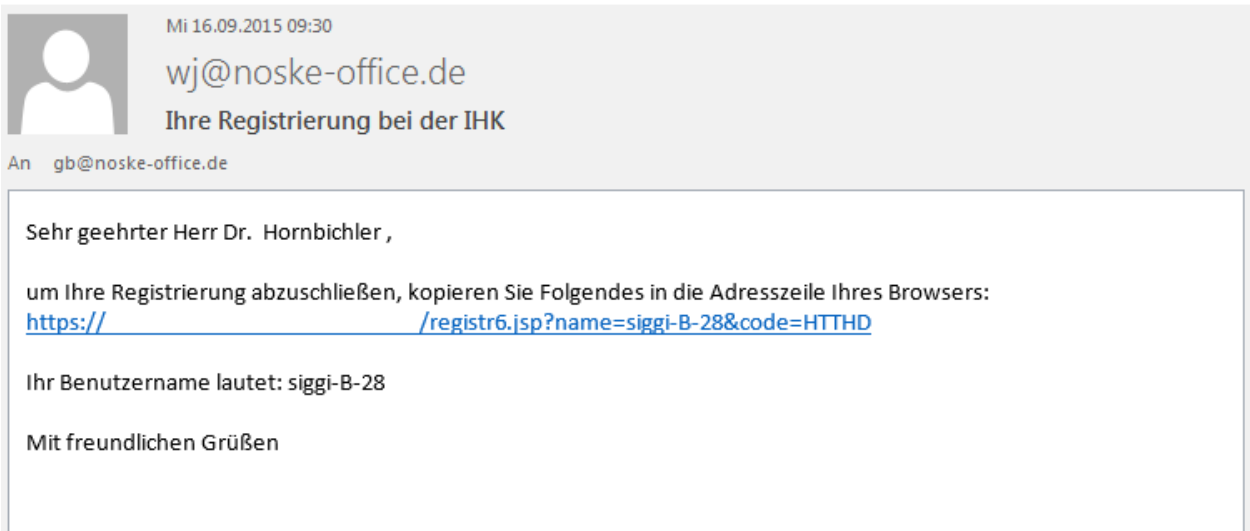 Mi 16.09.2015 09:30
wj@noske-office.de
Ihre Registrierung bei der IHK
An gb@noske-office.de
Sehr geehrter Herr Dr.  Hornbichler ,
um Ihre Registrierung abzuschließen, kopieren Sie Folgendes in die Adresszeile Ihres Browsers:
https:// /registr6.jsp?name=siggi-B-28&code=HTTHD
Ihr Benutzername lautet: siggi-B-28
Mit freundlichen Grüßen